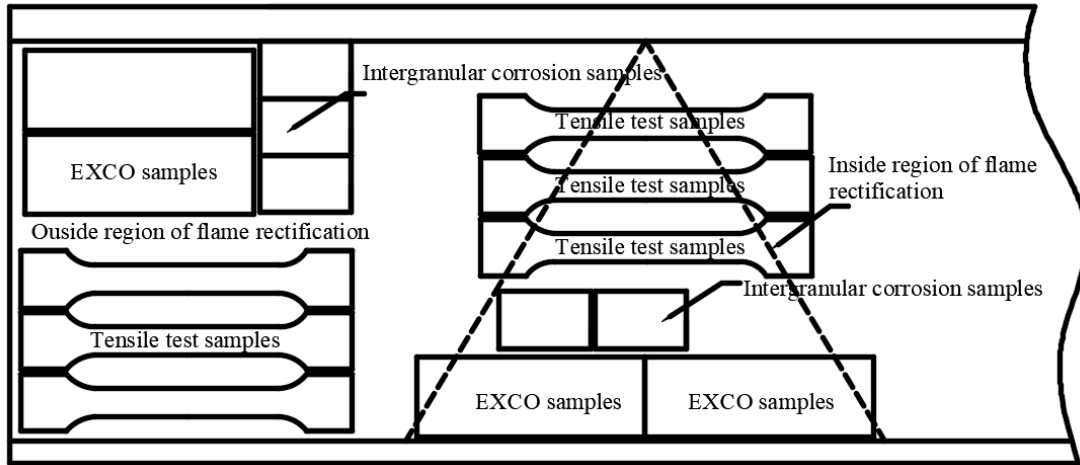 Intergranular corrosion samples
EXCO samples
Ouside region of flame rectification
Tensile test samples
Tensile test samples
Tensile test samples
Tensile test samples
Inside region of flame
rectification
Intergranular corrosion samples
EXCO samples
EXCO samples